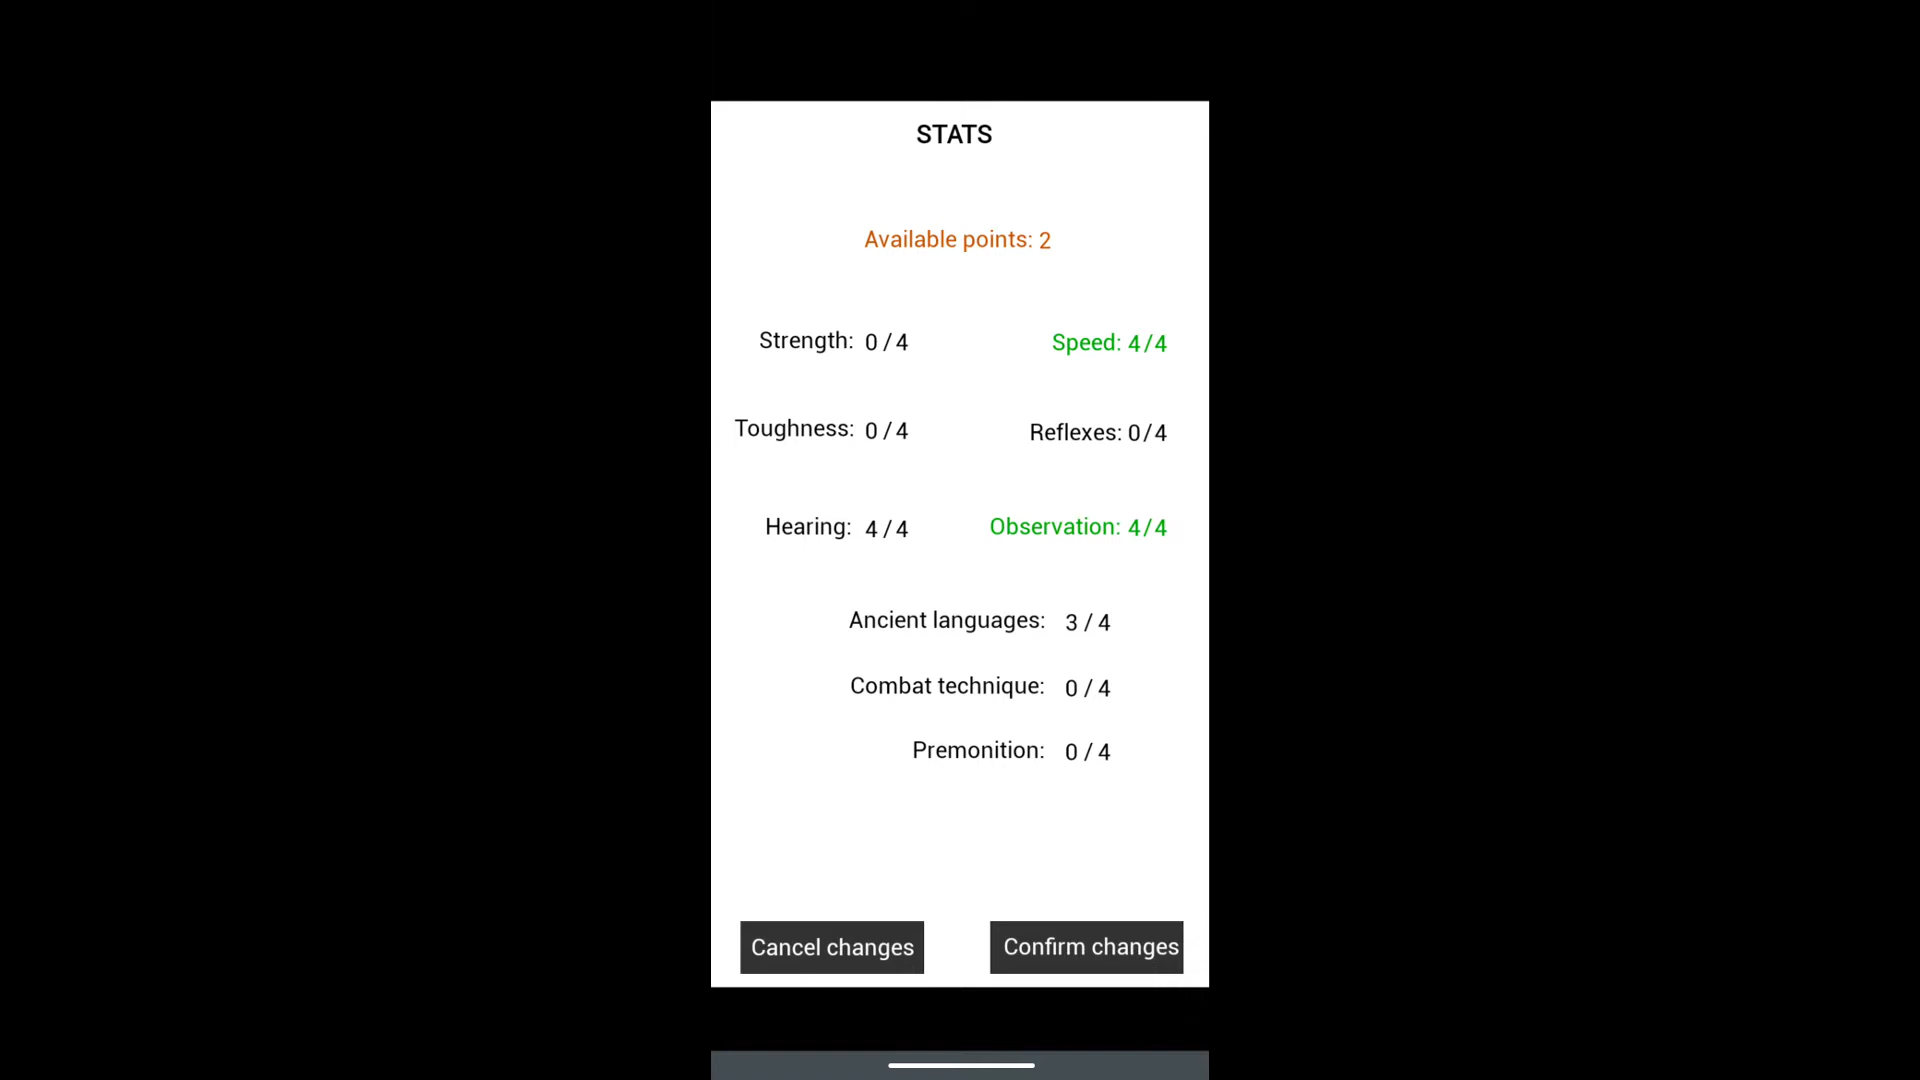 STATS
Available points: 2
Strength: 0 / 4
Speed: 4/4
Toughness: 0 / 4
Reflexes: 0/4
Hearing: 4 / 4
Observation: 4/4
Ancient languages: 3 / 4
Combat technique: 0 / 4
Premonition: 0 / 4
Cancel changes
Confirm changes